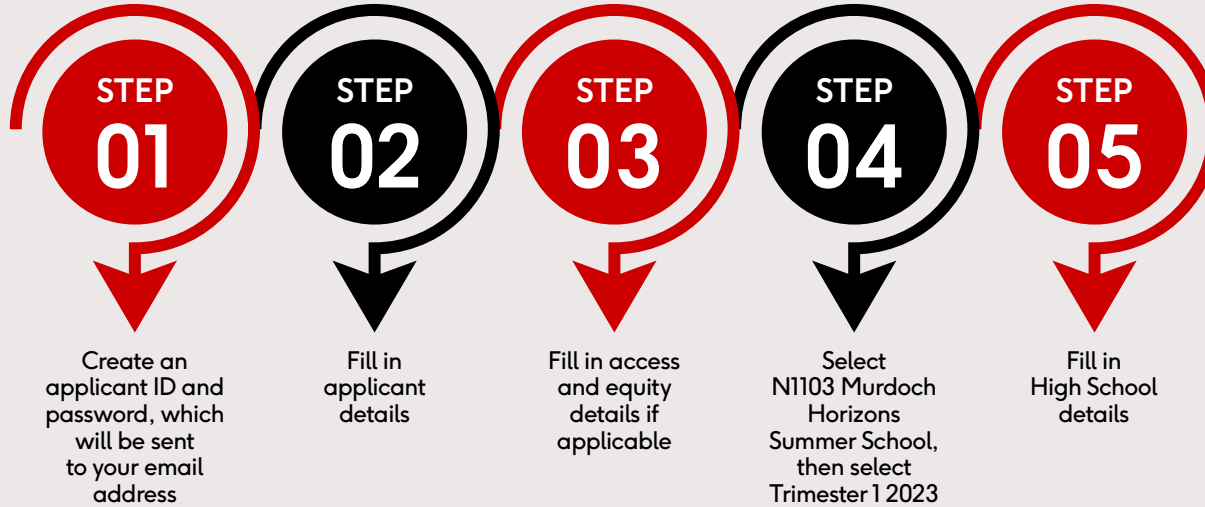 STEP
01
Create an
applicant ID and
password, which
will be sent
to your email
address
STEP
02
Fill in
applicant
details
STEP
03
Fill in access
and equity
details if
applicable
STEP
04
Select
N1103 Murdoch
Horizons
Summer School,
then select
Trimester 1 2023
STEP
05
Fill in
High School
details